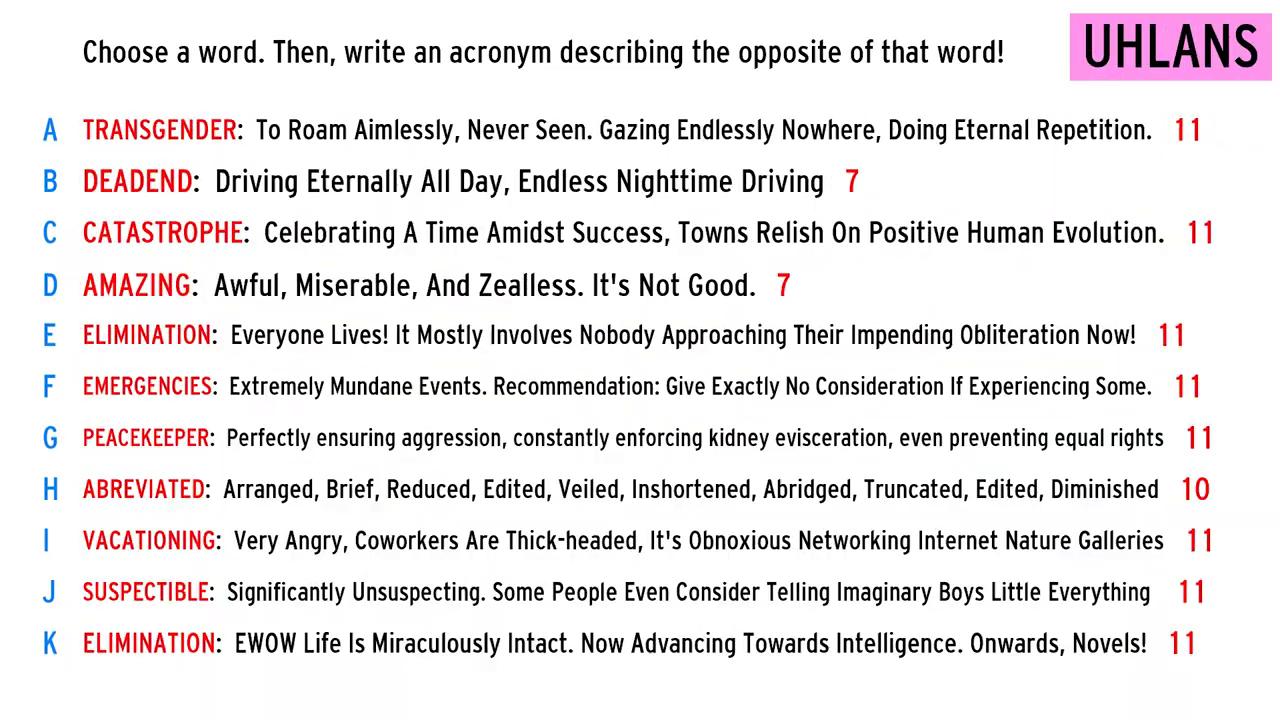 Choose a word. Then, write an acronym describing the opposite of that word!
UHLANS
A TRANSGENDER: To Roam Aimlessly, Never Seen. Gazing Endlessly Nowhere, Doing Eternal Repetition. 11
B DEADEND: Driving Eternally All Day, Endless Nighttime Driving 7
C CATASTROPHE: Celebrating A Time Amidst Success, Towns Relish On Positive Human Evolution. 11
D AMAZING: Awful, Miserable, And Zealless. It's Not Good. 7
E ELIMINATION: Everyone Lives! It Mostly Involves Nobody Approaching Their Impending Obliteration Now! 11
F EMERGENCIES: Extremely Mundane Events. Recommendation: Give Exactly No Consideration If Experiencing Some. 11
G PEACEKEEPER: Perfectly ensuring aggression, constantly enforcing kidney evisceration, even preventing equal rights 11
H ABREVIATED: Arranged, Brief, Reduced, Edited, Veiled, Inshortened, Abridged, Truncated, Edited, Diminished 10
I VACATIONING: Very Angry, Coworkers Are Thick-headed, It's Obnoxious Networking Internet Nature Galleries 11
J SUSPECTIBLE: Significantly Unsuspecting. Some People Even Consider Telling Imaginary Boys Little Everything 11
K ELIMINATION: EWOW Life Is Miraculously Intact. Now Advancing Towards Intelligence. Onwards, Novels! 11